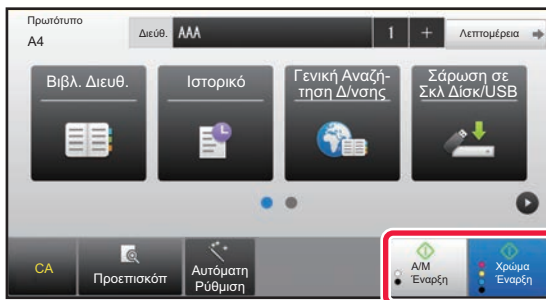 Πρωτότυπο
A4
Διεύθ. AAA 1 + Λεπτομέρεια
Βιβλ. Διευθ.
Ιστορικό
Γενική Αναζή-
τηση Δ/νσης
Σάρωση σε
Σκλ Δίσκ/USB
CA
Προεπισκόπ
Αυτόματη
Ρύθμιση
Α/Μ
Έναρξη
Χρώμα
Έναρξη